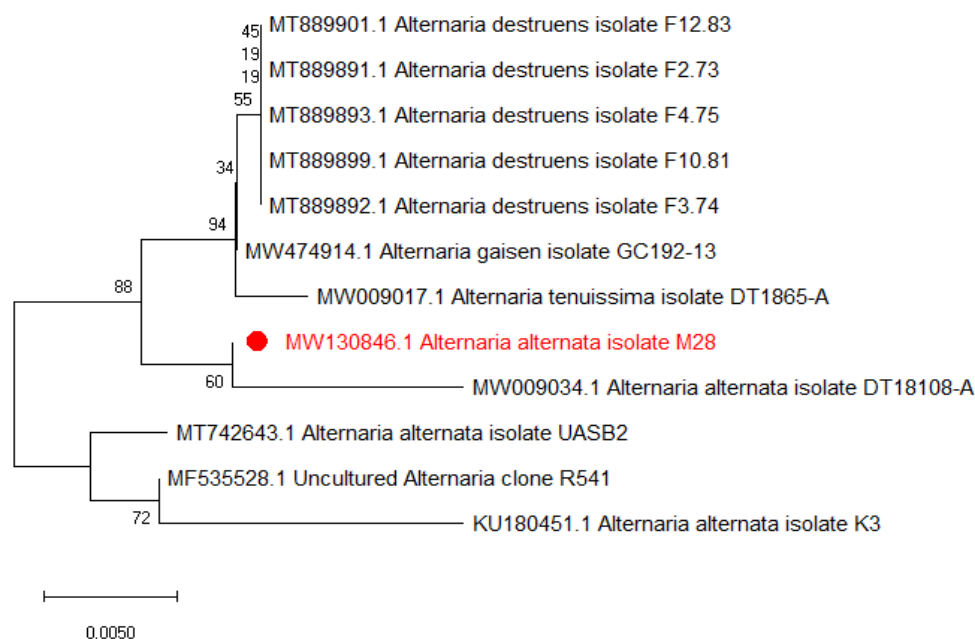 45
MT889901.1 Alternaria destruens isolate F12.83
19
MT889891.1 Alternaria destruens isolate F2.73
19
55
MT889893.1 Alternaria destruens isolate F4.75
MT889899.1 Alternaria destruens isolate F10.81
34
MT889892.1 Alternaria destruens isolate F3.74
94
MW474914.1 Alternaria gaisen isolate GC192-13
88
MW009017.1 Alternaria tenuissima isolate DT1865-A
MW130846.1 Alternaria alternata isolate M28
60
MW009034.1 Alternaria alternata isolate DT18108-A
MT742643.1 Alternaria alternata isolate UASB2
MF535528.1 Uncultured Alternaria clone R541
72
KU180451.1 Alternaria alternata isolate K3
0.0050